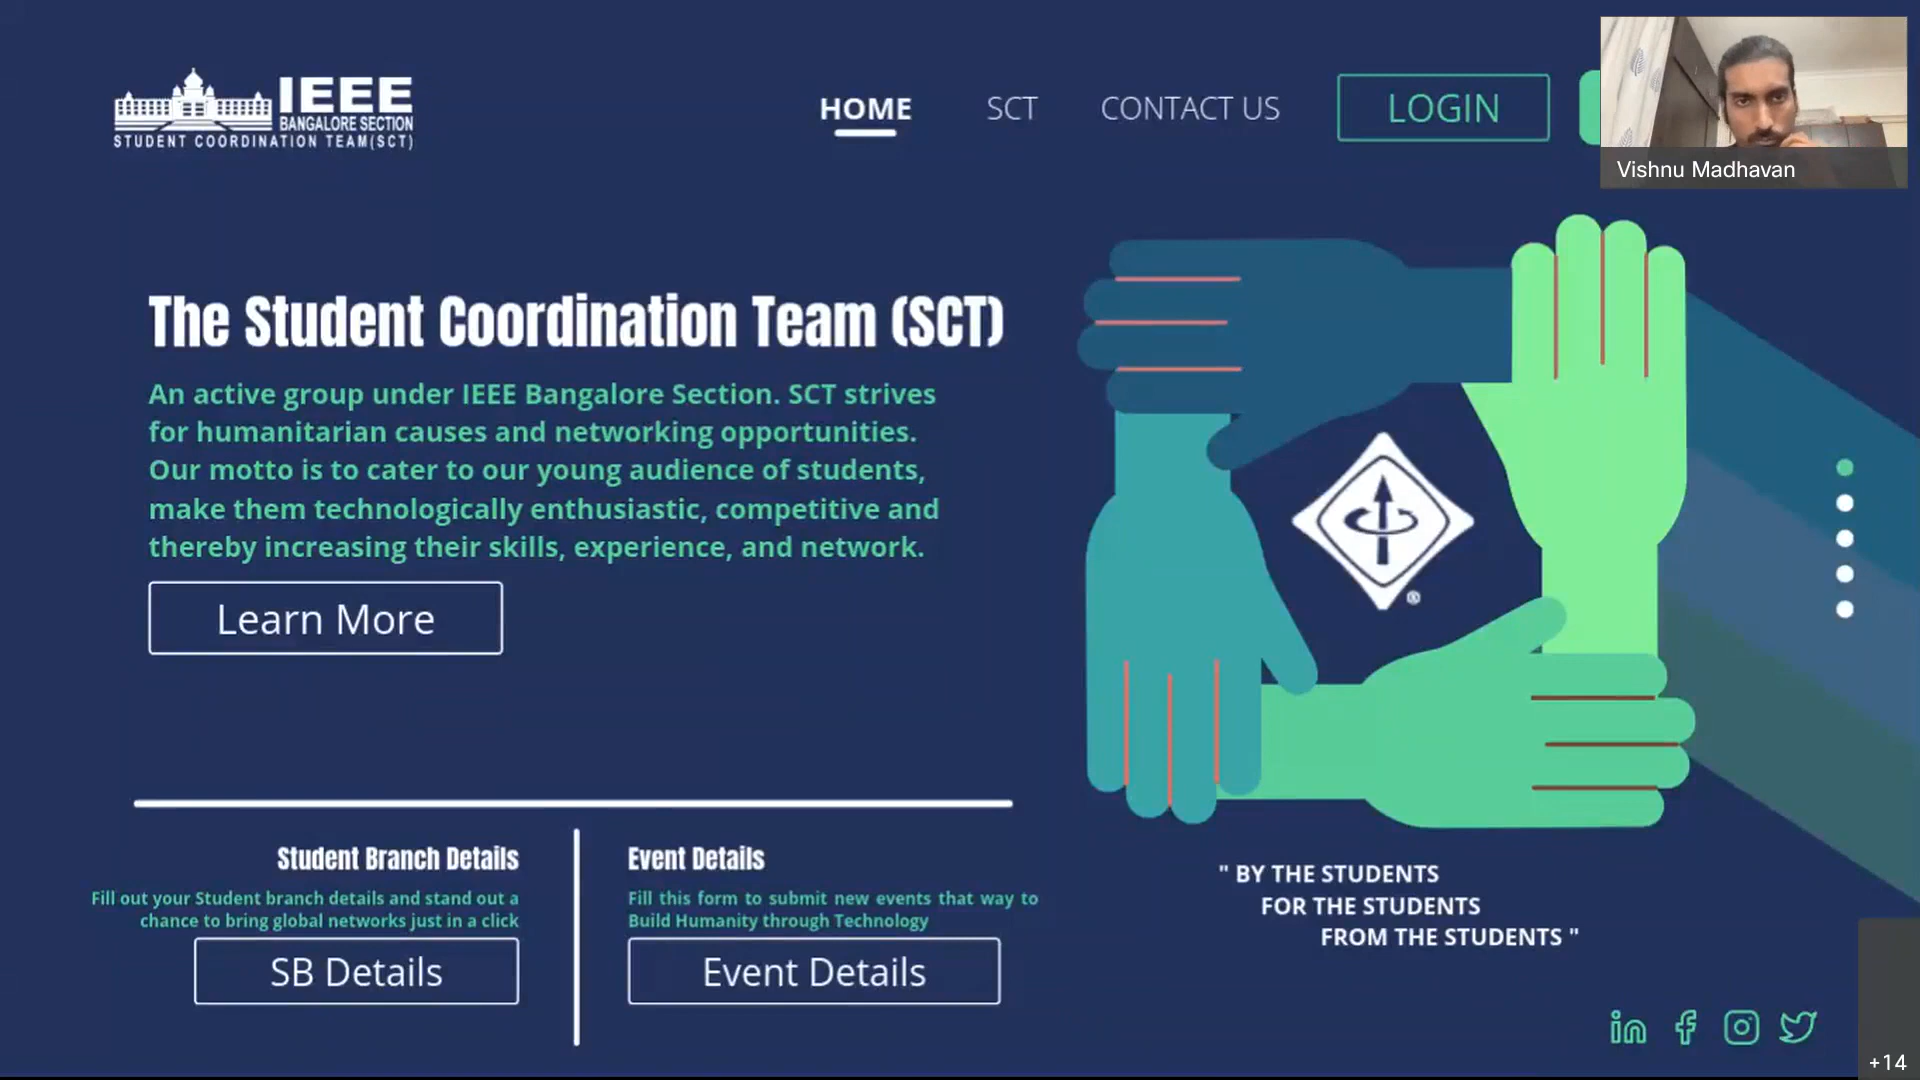 IEEE
BANGALORE SECTION
STUDENT COORDINATION TEAM(SCT)
HOME
SCT
CONTACT US
LOGIN
Vishnu Madhavan
The Student Coordination Team (SCT)
An active group under IEEE Bangalore Section. SCT strives
for humanitarian causes and networking opportunities.
Our motto is to cater to our young audience of students,
make them technologically enthusiastic, competitive and
thereby increasing their skills, experience, and network.
Learn More
®
Student Branch Details
Fill out your Student branch details and stand out a
chance to bring global networks just in a click
SB Details
Event Details
Fill this form to submit new events that way to
Build Humanity through Technology
Event Details
" BY THE STUDENTS
FOR THE STUDENTS
FROM THE STUDENTS "
in
+14